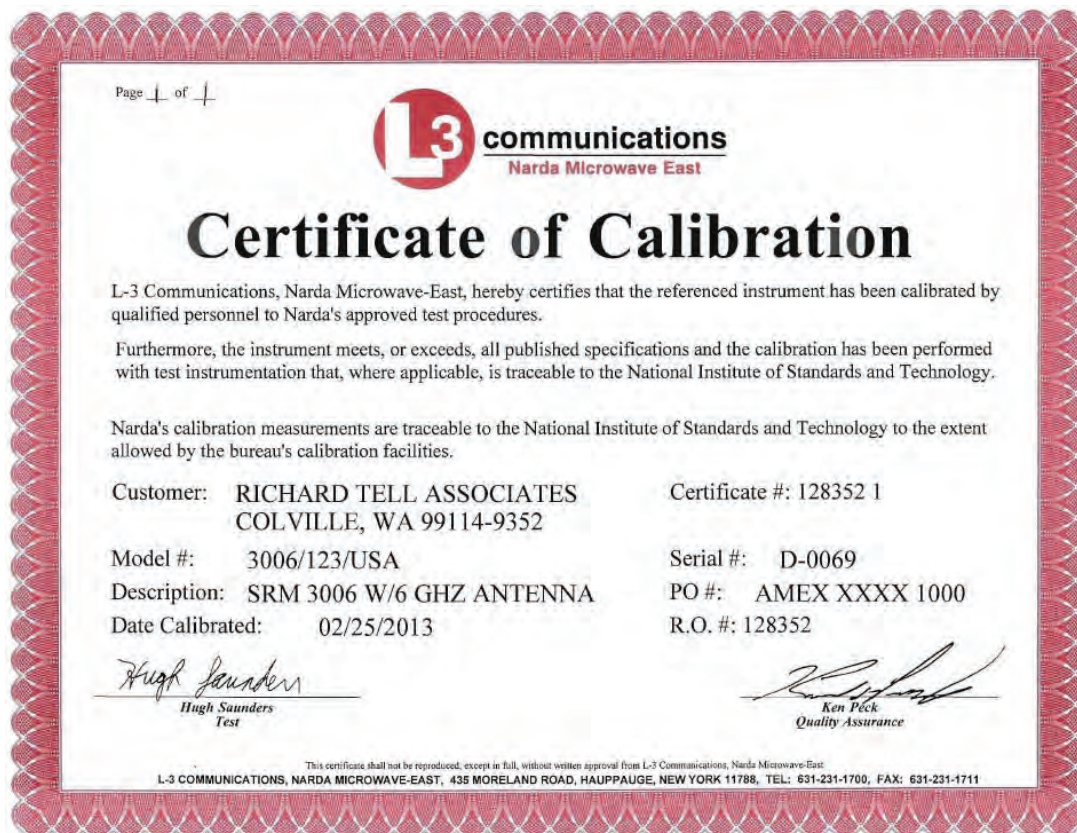 Page 1 of 1
L3 communications
Narda Microwave East
Certificate of Calibration
L-3 Communications, Narda Microwave-East, hereby certifies that the referenced instrument has been calibrated by
qualified personnel to Narda's approved test procedures.
Furthermore, the instrument meets, or exceeds, all published specifications and the calibration has been performed
with test instrumentation that, where applicable, is traceable to the National Institute of Standards and Technology.
Narda's calibration measurements are traceable to the National Institute of Standards and Technology to the extent
allowed by the bureau's calibration facilities.
Customer: RICHARD TELL ASSOCIATES Certificate #: 128352 1
COLVILLE, WA 99114-9352
Model #: 3006/123/USA Serial #: D-0069
Description: SRM 3006 W/6 GHZ ANTENNA PO #: AMEX XXXX 1000
Date Calibrated: 02/25/2013 R.O. #: 128352
Hugh Saunders
Hugh Saunders Ken Peck
Test Quality Assurance
This certificate shall not be reproduced, except in full, without written approval from L-3 Communications, Narda Microwave-East
L-3 COMMUNICATIONS, NARDA MICROWAVE-EAST, 435 MORELAND ROAD, HAUPPAUGE, NEW YORK 11788, TEL: 631-231-1700, FAX: 631-231-1711